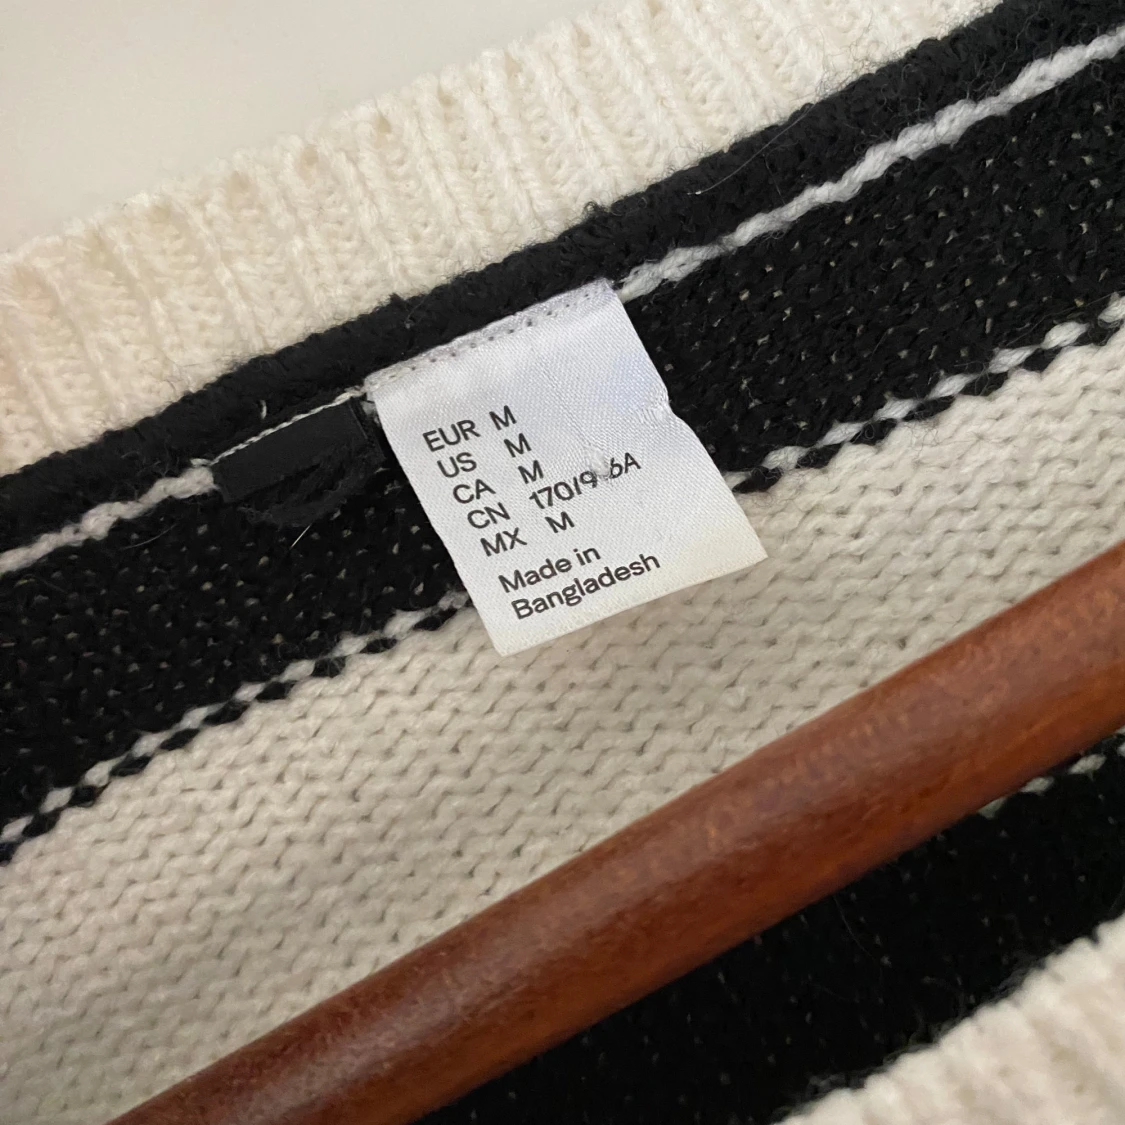 EUR M
US M
CA M
CN 170/96A
MX M
Made in
Bangladesh